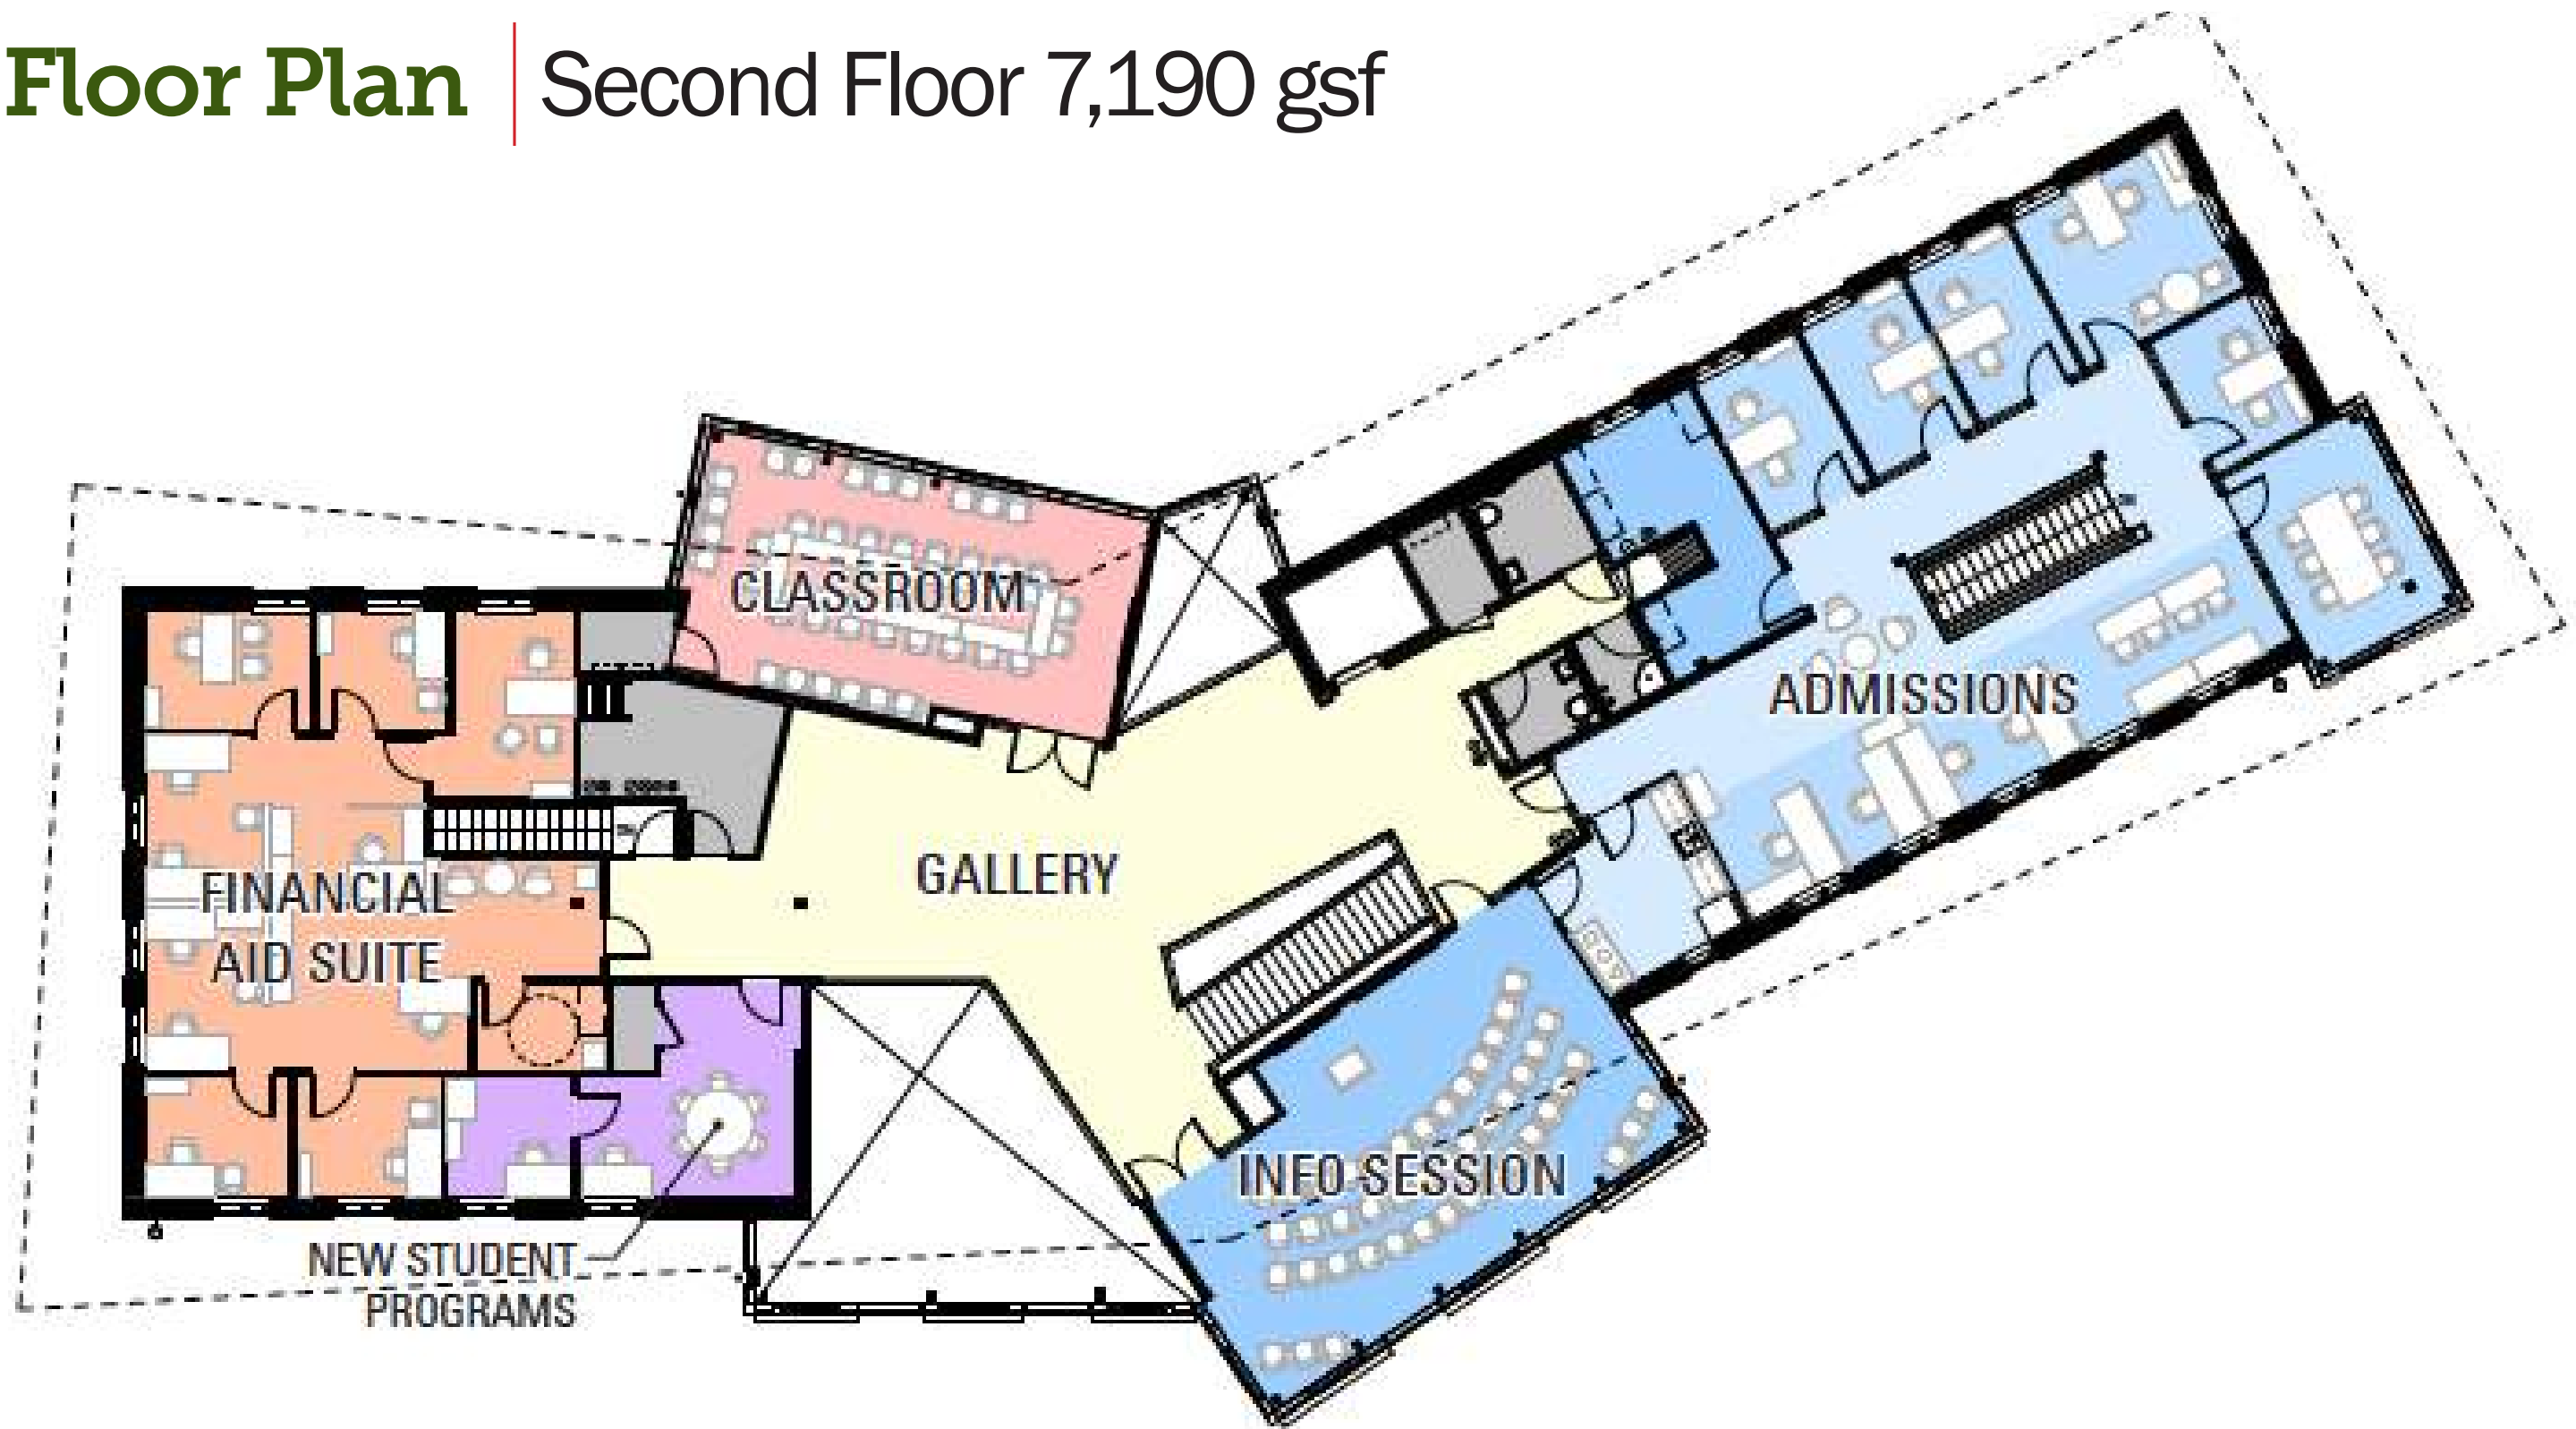 Floor Plan | Second Floor 7,190 gsf
CLASSROOM
ADMISSIONS
GALLERY
FINANCIAL
AID SUITE
INFO SESSION
NEW STUDENT
PROGRAMS